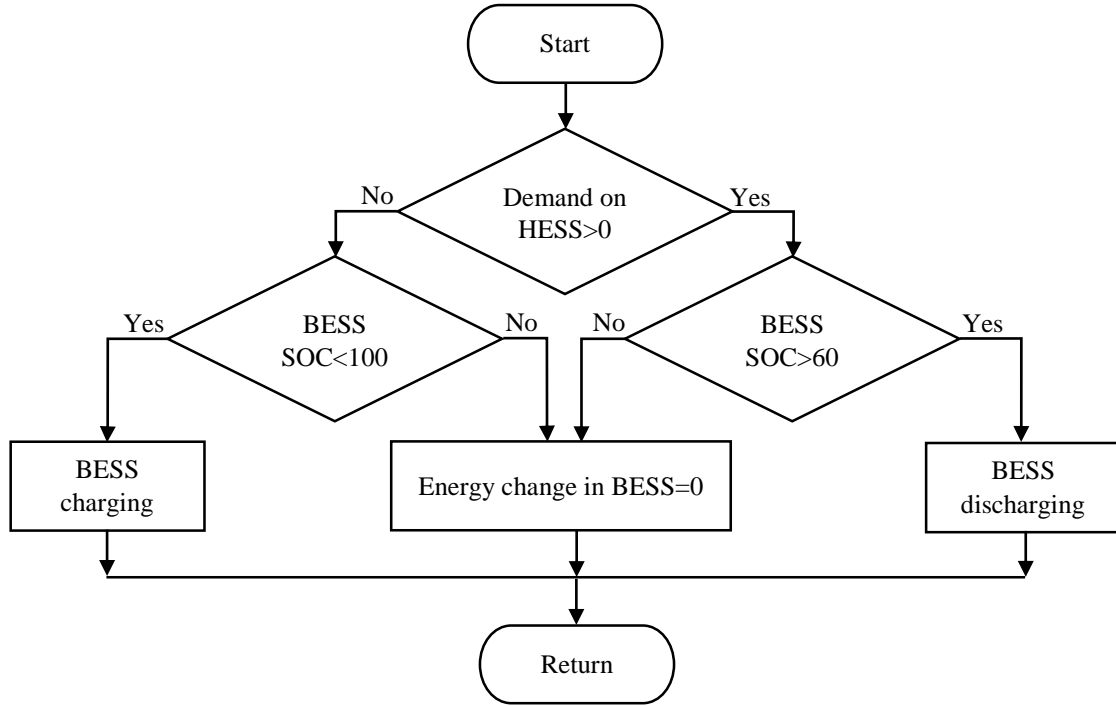 Start
No
Demand on
HESS>0
Yes
Yes
BESS
SOC<100
No
No
BESS
SOC>60
Yes
BESS
charging
Energy change in BESS=0
BESS
discharging
Return